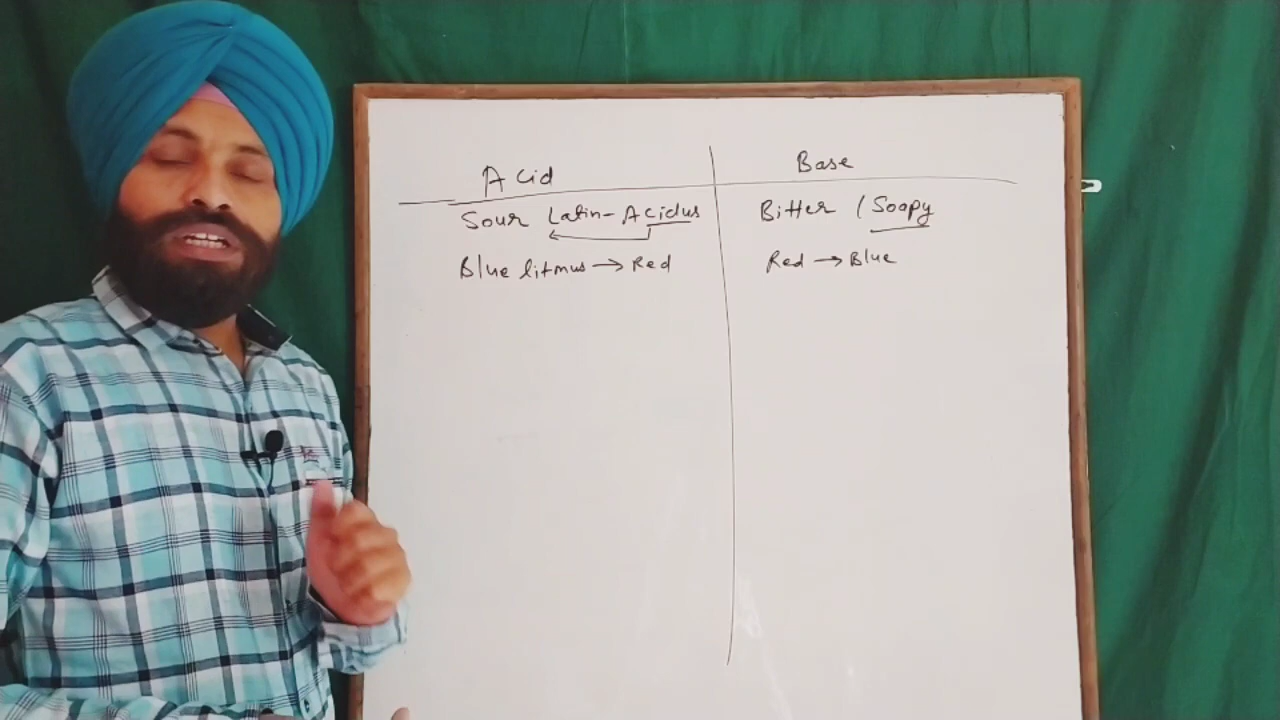 Acid
Base
Sour Latin- Acidus
Bitter / Soapy
Blue litmus → Red
Red → Blue